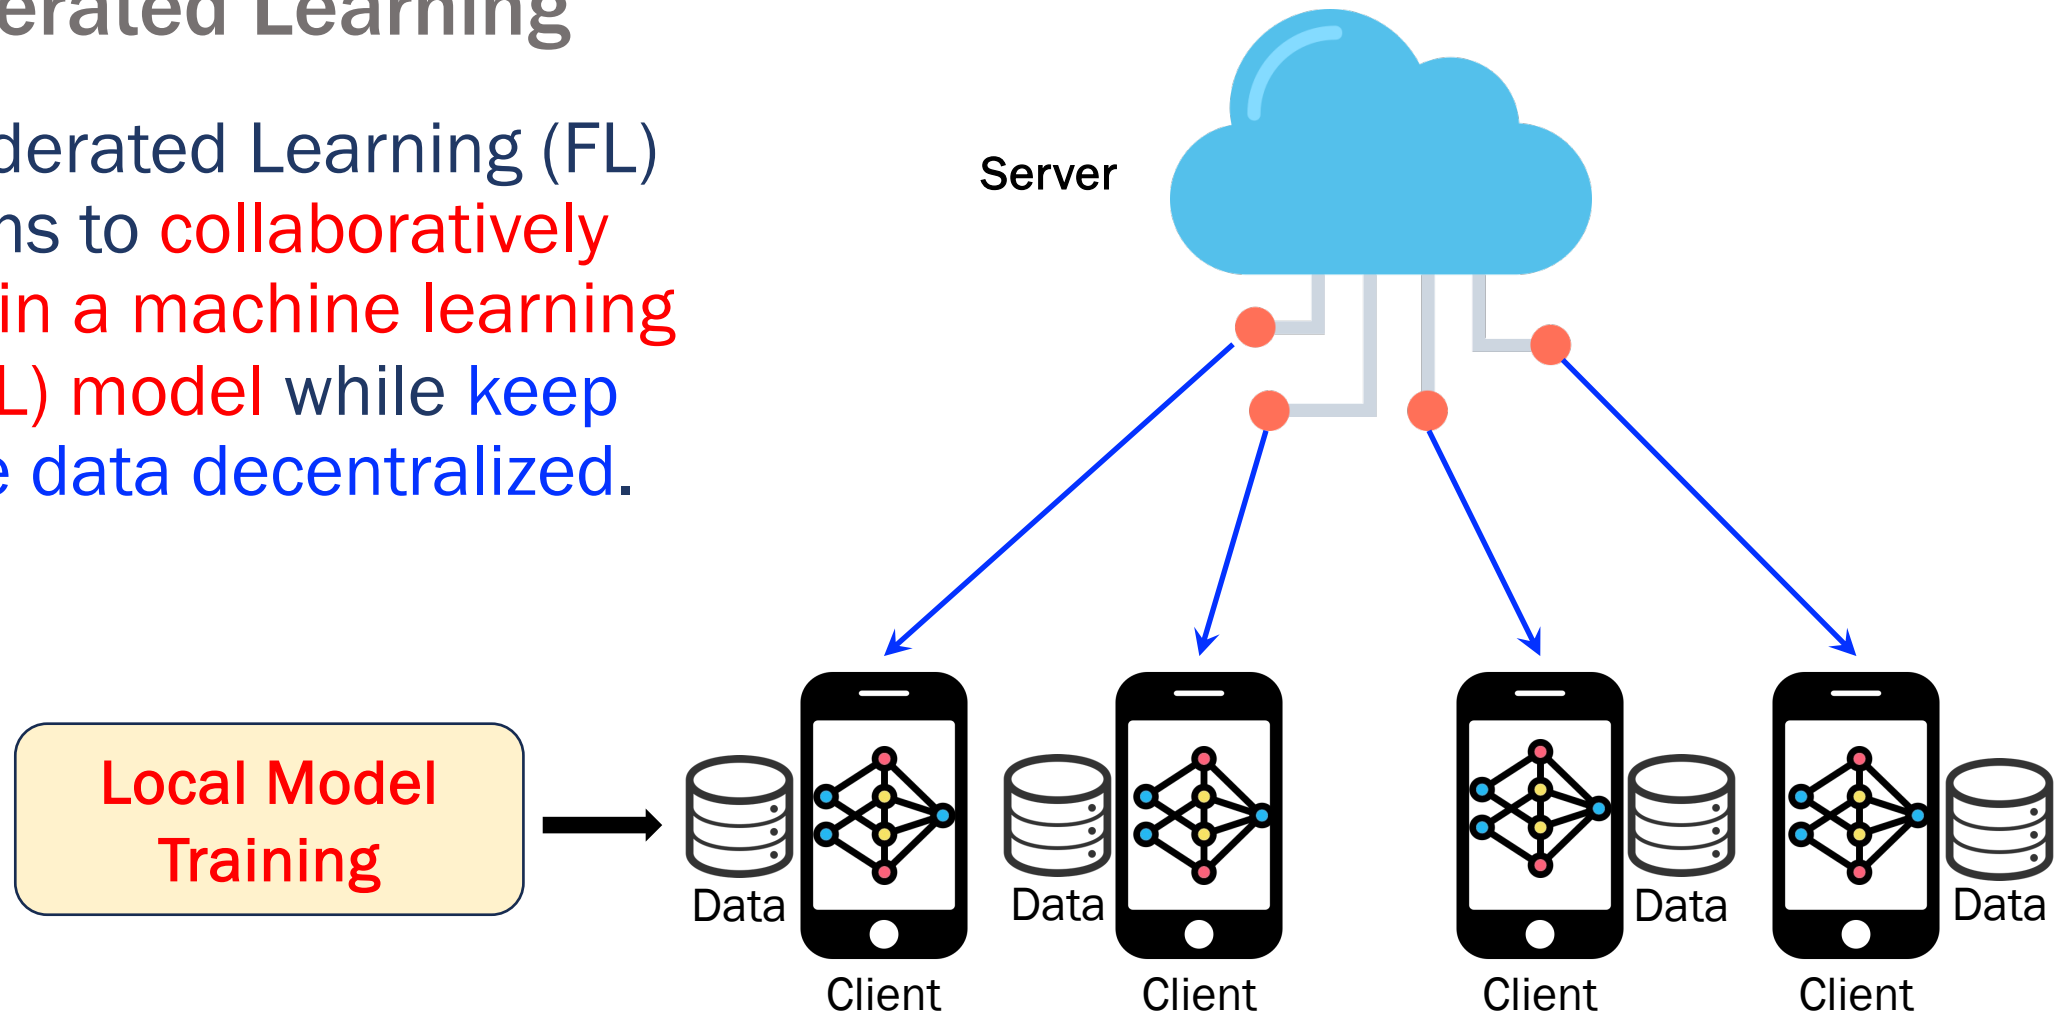 erated Learning
derated Learning (FL)
ns to collaboratively
in a machine learning
L) model while keep
e data decentralized.
Server
Local Model
Training
Data
Data
Data
Data
Client
Client
Client
Client